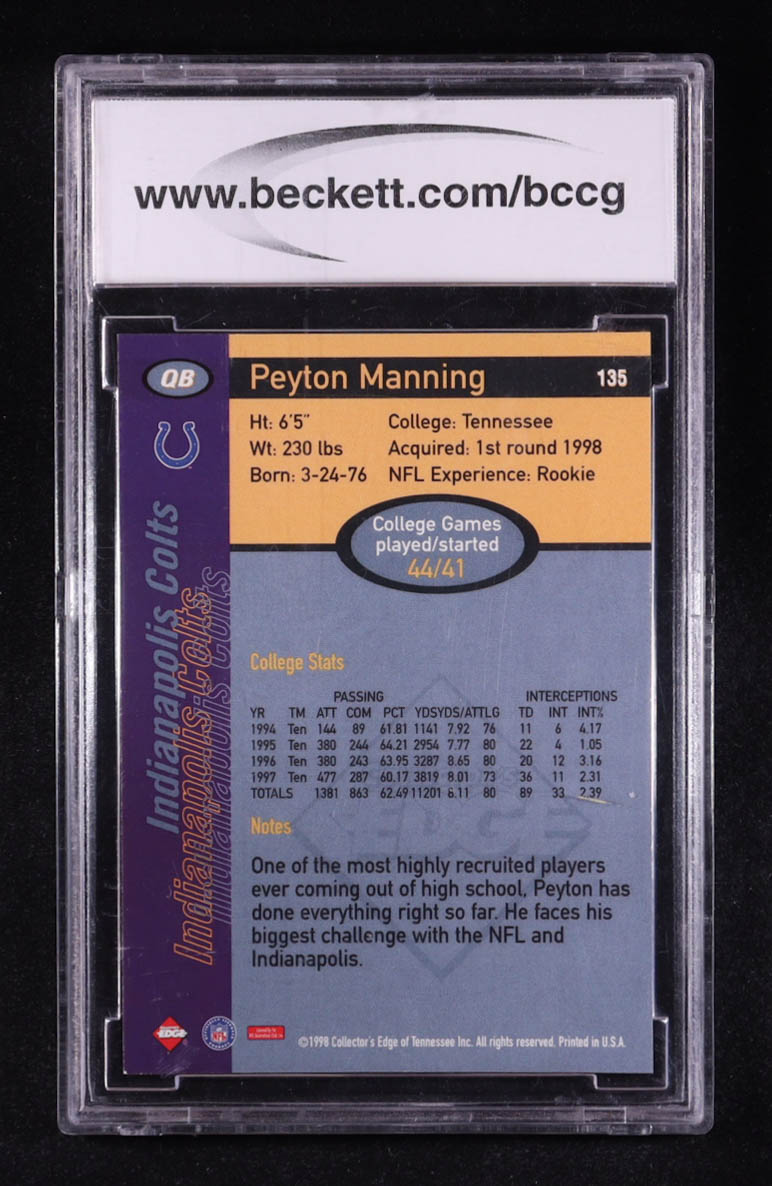 www.beckett.com/bccg
QB
Peyton Manning 135
Ht: 6'5" College: Tennessee
Wt: 230 lbs Acquired: 1st round 1998
Born: 3-24-76 NFL Experience: Rookie
College Games
played/started
44/41
Indianapolis Colts
Indianapolis Colts
Indianapolis Colts
College Stats
PASSING INTERCEPTIONS
YR TM ATT COM PCT YDSYDS/ATTLG TD INT INT%
1994 Ten 144 89 61.81 1141 7.92 76 11 6 4.17
1995 Ten 380 244 64.21 2954 7.77 80 22 4 1.05
1996 Ten 380 243 63.95 3287 8.65 80 20 12 3.16
1997 Ten 477 287 60.17 3819 8.01 73 36 11 2.31
TOTALS 1381 863 62.49 11201 8.11 80 89 33 2.39
EDGE
Notes
One of the most highly recruited players
ever coming out of high school, Peyton has
done everything right so far. He faces his
biggest challenge with the NFL and
Indianapolis.
EDGE
NFL
©1998 Collector's Edge of Tennessee Inc. All rights reserved. Printed in U.S.A.